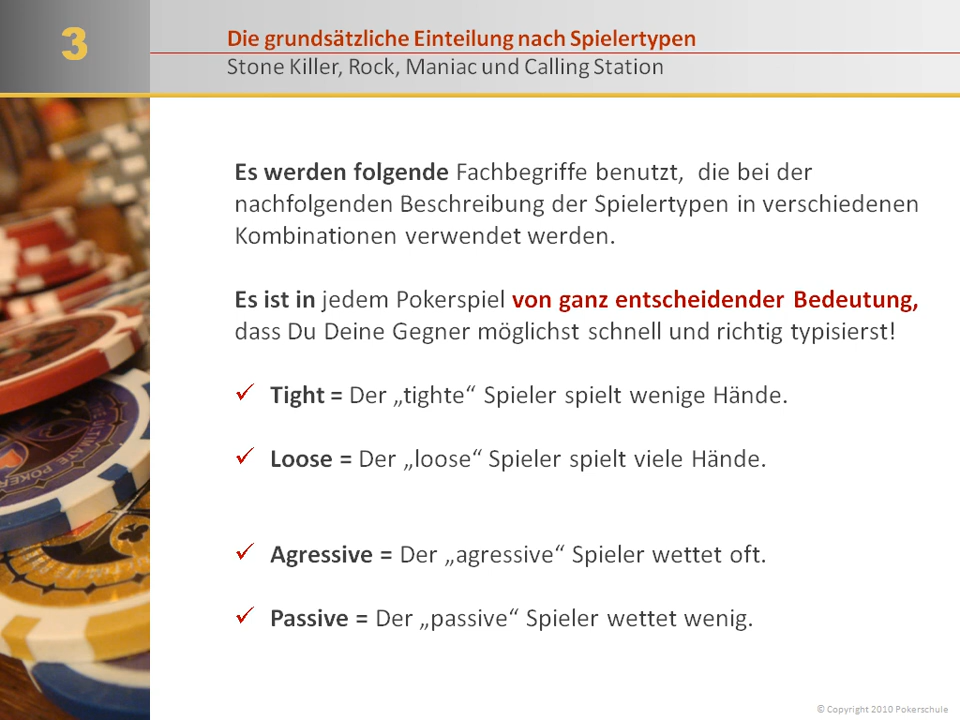 3
Die grundsätzliche Einteilung nach Spielertypen
Stone Killer, Rock, Maniac und Calling Station
Es werden folgende Fachbegriffe benutzt, die bei der
nachfolgenden Beschreibung der Spielertypen in verschiedenen
Kombinationen verwendet werden.
Es ist in jedem Pokerspiel von ganz entscheidender Bedeutung,
dass Du Deine Gegner möglichst schnell und richtig typisierst!
✓ Tight = Der „tighte“ Spieler spielt wenige Hände.
✓ Loose = Der „loose“ Spieler spielt viele Hände.
✓ Agressive = Der „agressive“ Spieler wettet oft.
✓ Passive = Der „passive“ Spieler wettet wenig.
ULTIMATE POKER
© Copyright 2010 Pokerschule